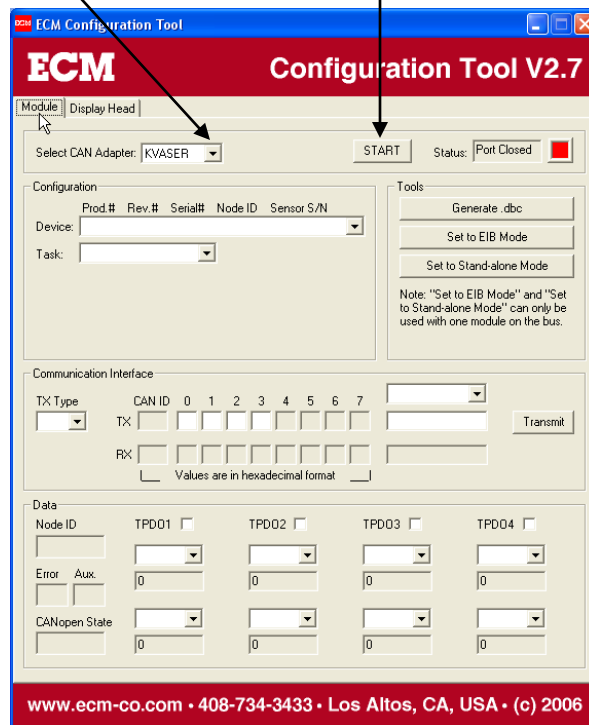 ECM Configuration Tool
ECM Configuration Tool V2.7
Module Display Head
Select CAN Adapter: KVASER START Status: Port Closed
Configuration
Prod.# Rev.# Serial# Node ID Sensor S/N
Device:
Task:
Tools
Generate .dbc
Set to EIB Mode
Set to Stand-alone Mode
Note: "Set to EIB Mode" and "Set
to Stand-alone Mode" can only be
used with one module on the bus.
Communication Interface
TX Type CAN ID 0 1 2 3 4 5 6 7
TX Transmit
RX
Values are in hexadecimal format
Data
Node ID TPDO1 TPDO2 TPDO3 TPDO4
Error Aux. 0 0 0 0
CANopen State
0 0 0 0
www.ecm-co.com • 408-734-3433 • Los Altos, CA, USA • (c) 2006